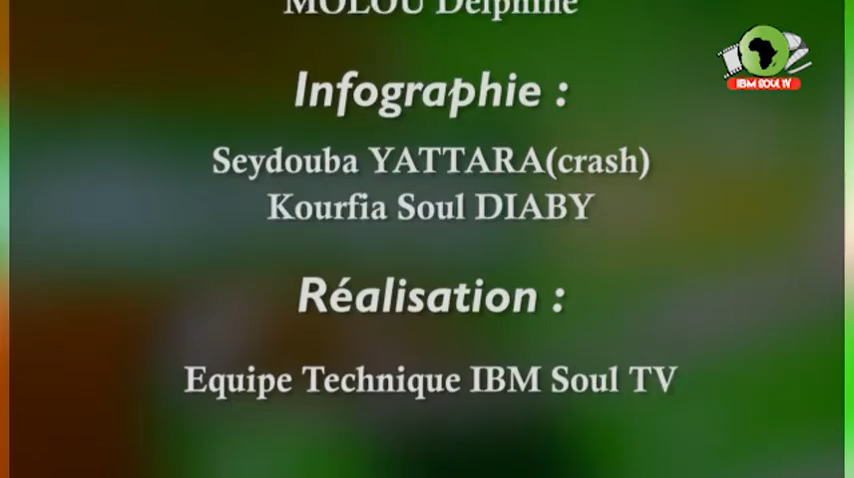 MOLOU Delphine
Infographie :
Seydouba YATTARA(crash)
Kourfia Soul DIABY
Réalisation :
Equipe Technique IBM Soul TV
IBM SOUL TV